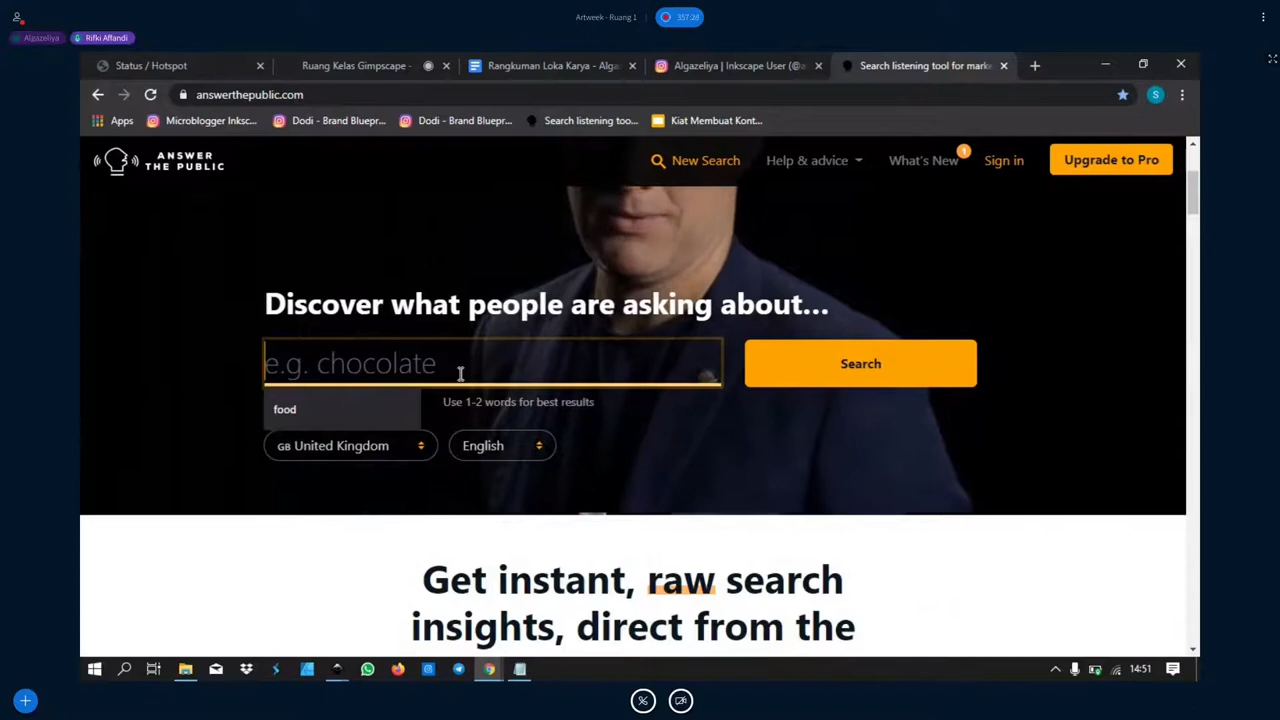 Artweek - Ruang 1
357:28
Algazeliya
Rifki Affandi
Status / Hotspot
Ruang Kelas Gimpscape -
Rangkuman Loka Karya - Alga
Algazeliya | Inkscape User (@a
Search listening tool for marke
answerthepublic.com
S
Apps
Microblogger Inksc...
Dodi - Brand Bluepr...
Dodi - Brand Bluepr...
Search listening too...
Kiat Membuat Kont...
ANSWER
THE PUBLIC
New Search
Help & advice
What's New
1
Sign in
Upgrade to Pro
Discover what people are asking about...
e.g. chocolate
Search
food
Use 1-2 words for best results
GB United Kingdom
English
Get instant, raw search
insights, direct from the
14:51